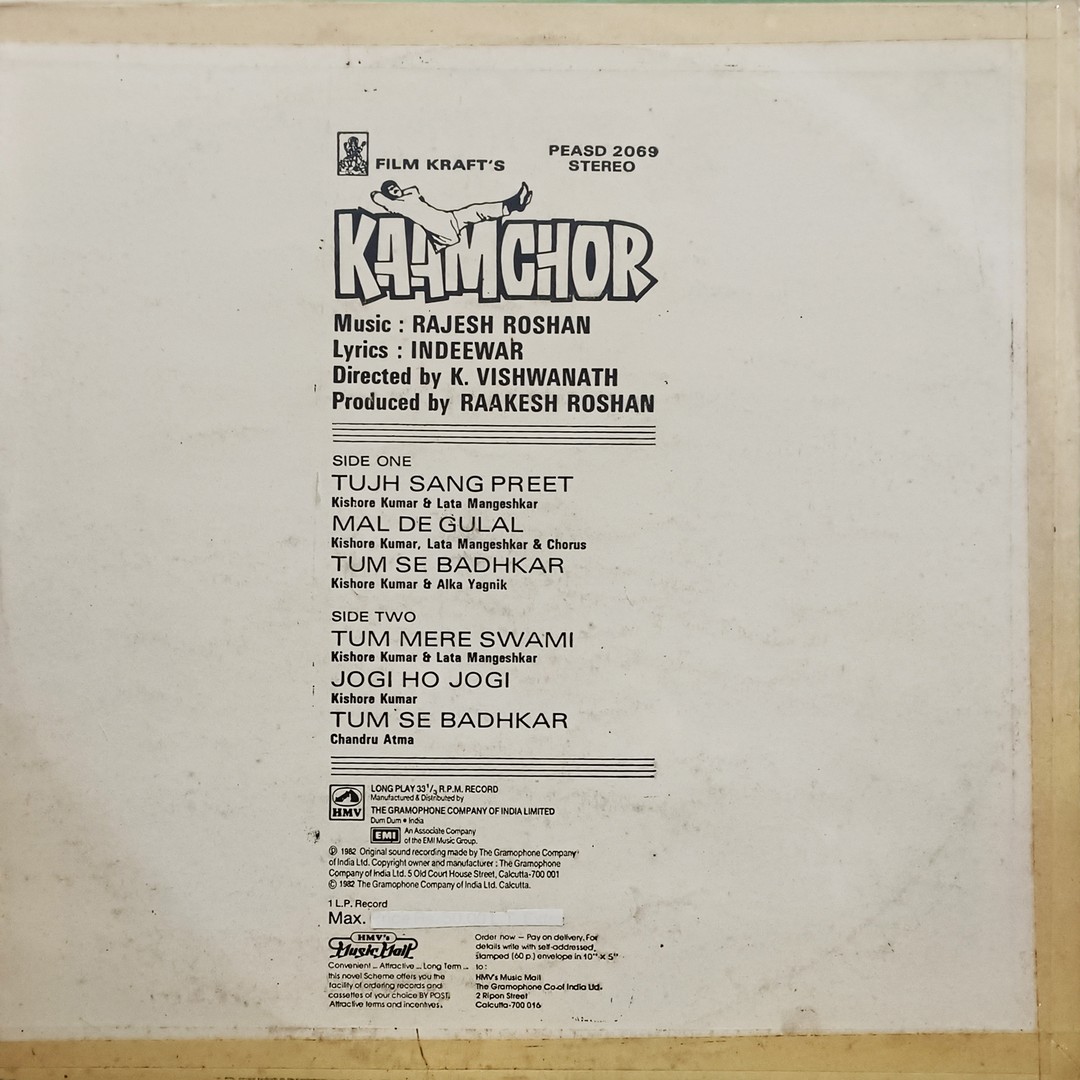 FILM KRAFT'S
PEASD 2069
STEREO
KAAMCHOR
Music : RAJESH ROSHAN
Lyrics : INDEEWAR
Directed by K. VISHWANATH
Produced by RAAKESH ROSHAN
SIDE ONE
TUJH SANG PREET
Kishore Kumar & Lata Mangeshkar
MAL DE GULAL
Kishore Kumar, Lata Mangeshkar & Chorus
TUM SE BADHKAR
Kishore Kumar & Alka Yagnik
SIDE TWO
TUM MERE SWAMI
Kishore Kumar & Lata Mangeshkar
JOGI HO JOGI
Kishore Kumar
TUM SE BADHKAR
Chandru Atma
HMV
LONG PLAY 33 1/3 R.P.M. RECORD
Manufactured & Distributed by
THE GRAMOPHONE COMPANY OF INDIA LIMITED
Dum Dum • India
EMI
An Associate Company
of the EMI Music Group.
℗ 1982 Original sound recording made by The Gramophone Company
of India Ltd. Copyright owner and manufacturer : The Gramophone
Company of India Ltd. 5 Old Court House Street, Calcutta-700 001
© 1982 The Gramophone Company of India Ltd. Calcutta.
1 L.P. Record
Max.
HMV's
Music Mail
Convenient ... Attractive ... Long Term ...
this novel Scheme offers you the
facility of ordering records and
cassettes of your choice BY POST.
Attractive terms and incentives.
Order now – Pay on delivery. For
details write with self-addressed,
stamped (60 p.) envelope in 10" x 5"
to :
HMV's Music Mail
The Gramophone Co. of India Ltd.
2 Ripon Street
Calcutta-700 016